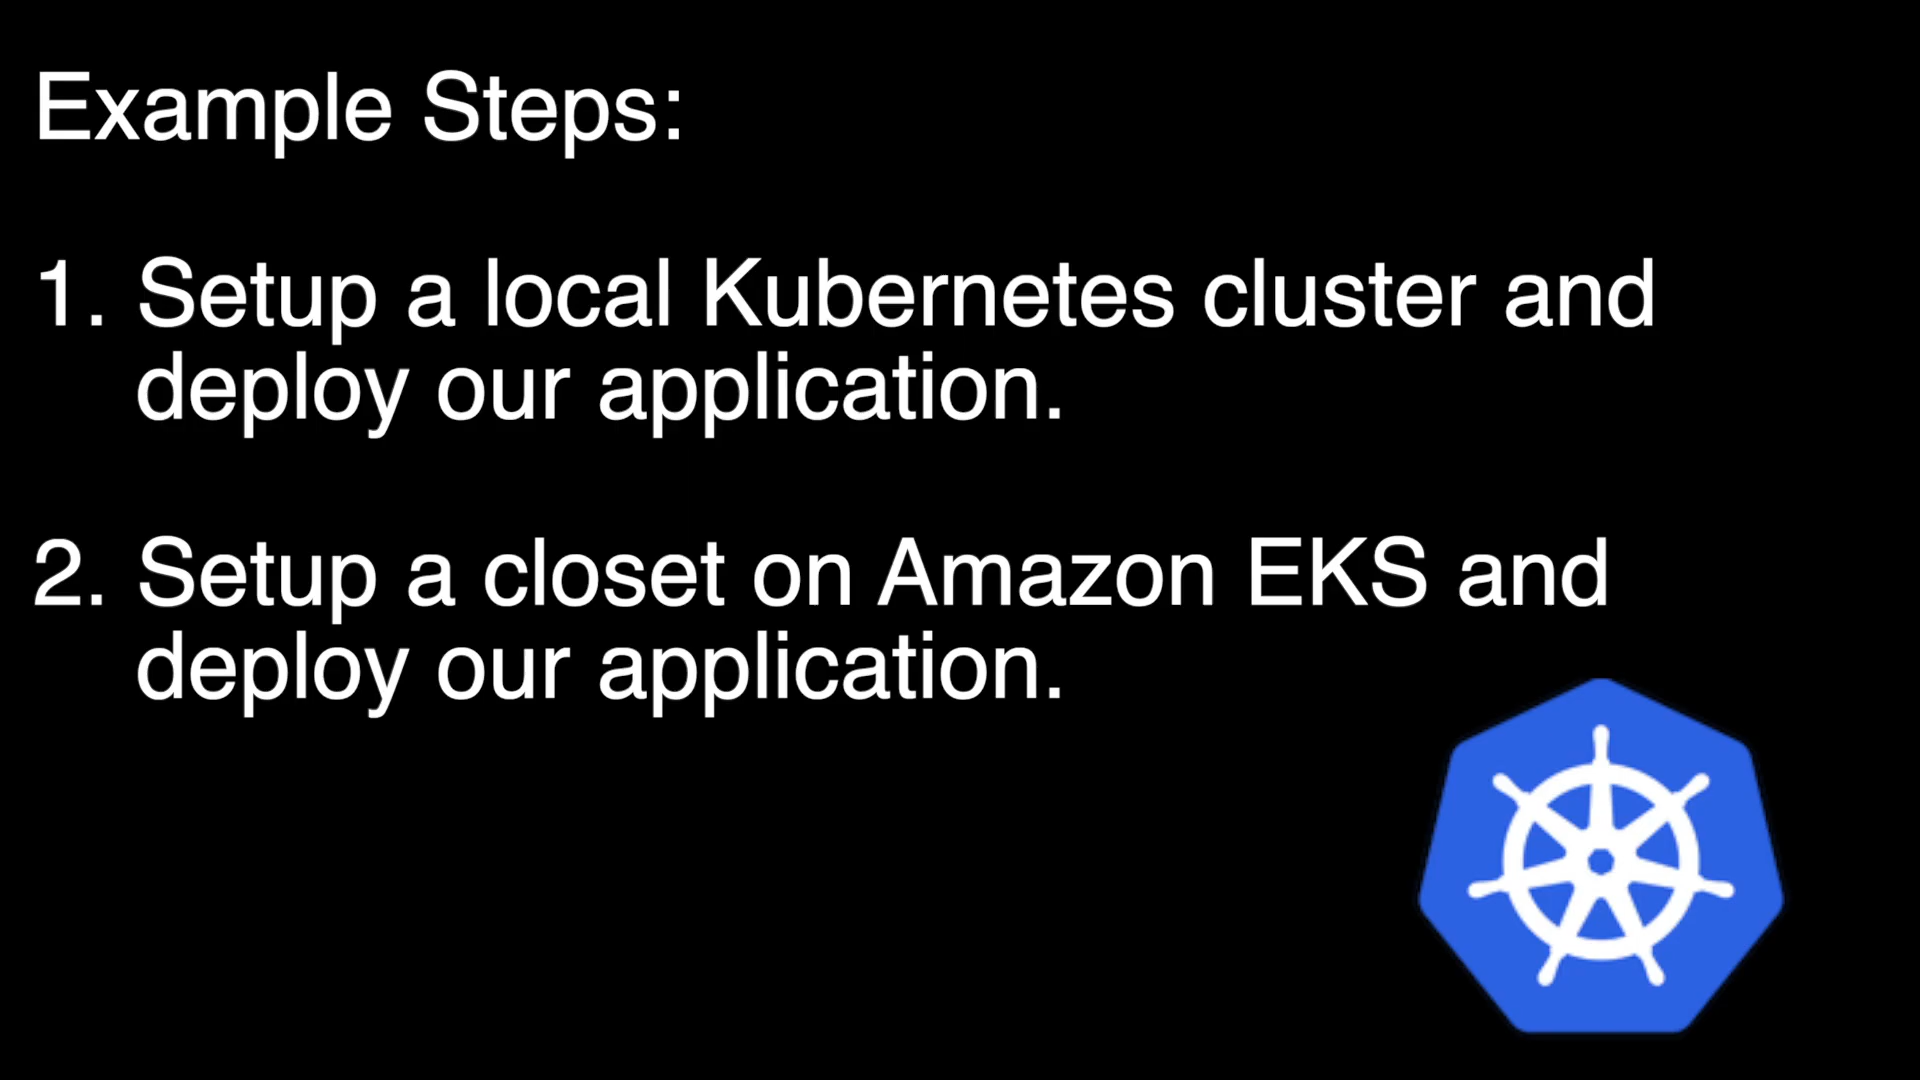 Example Steps:
1. Setup a local Kubernetes cluster and
deploy our application.
2. Setup a closet on Amazon EKS and
deploy our application.